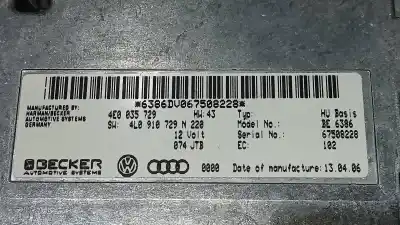 *6386DV067508228*
MANUFACTURED BY:
HARMAN/BECKER
AUTOMOTIVE SYSTEMS
GERMANY
4E0 035 729 HW:43 Typ: HU Basis
SW: 4L0 910 729 N 220 Model No.: BE 6386
12 Volt Serial No.: 67508228
074 JTB EC: 102
BECKER
AUTOMOTIVE SYSTEMS
0000 Date of manufacture: 13.04.06